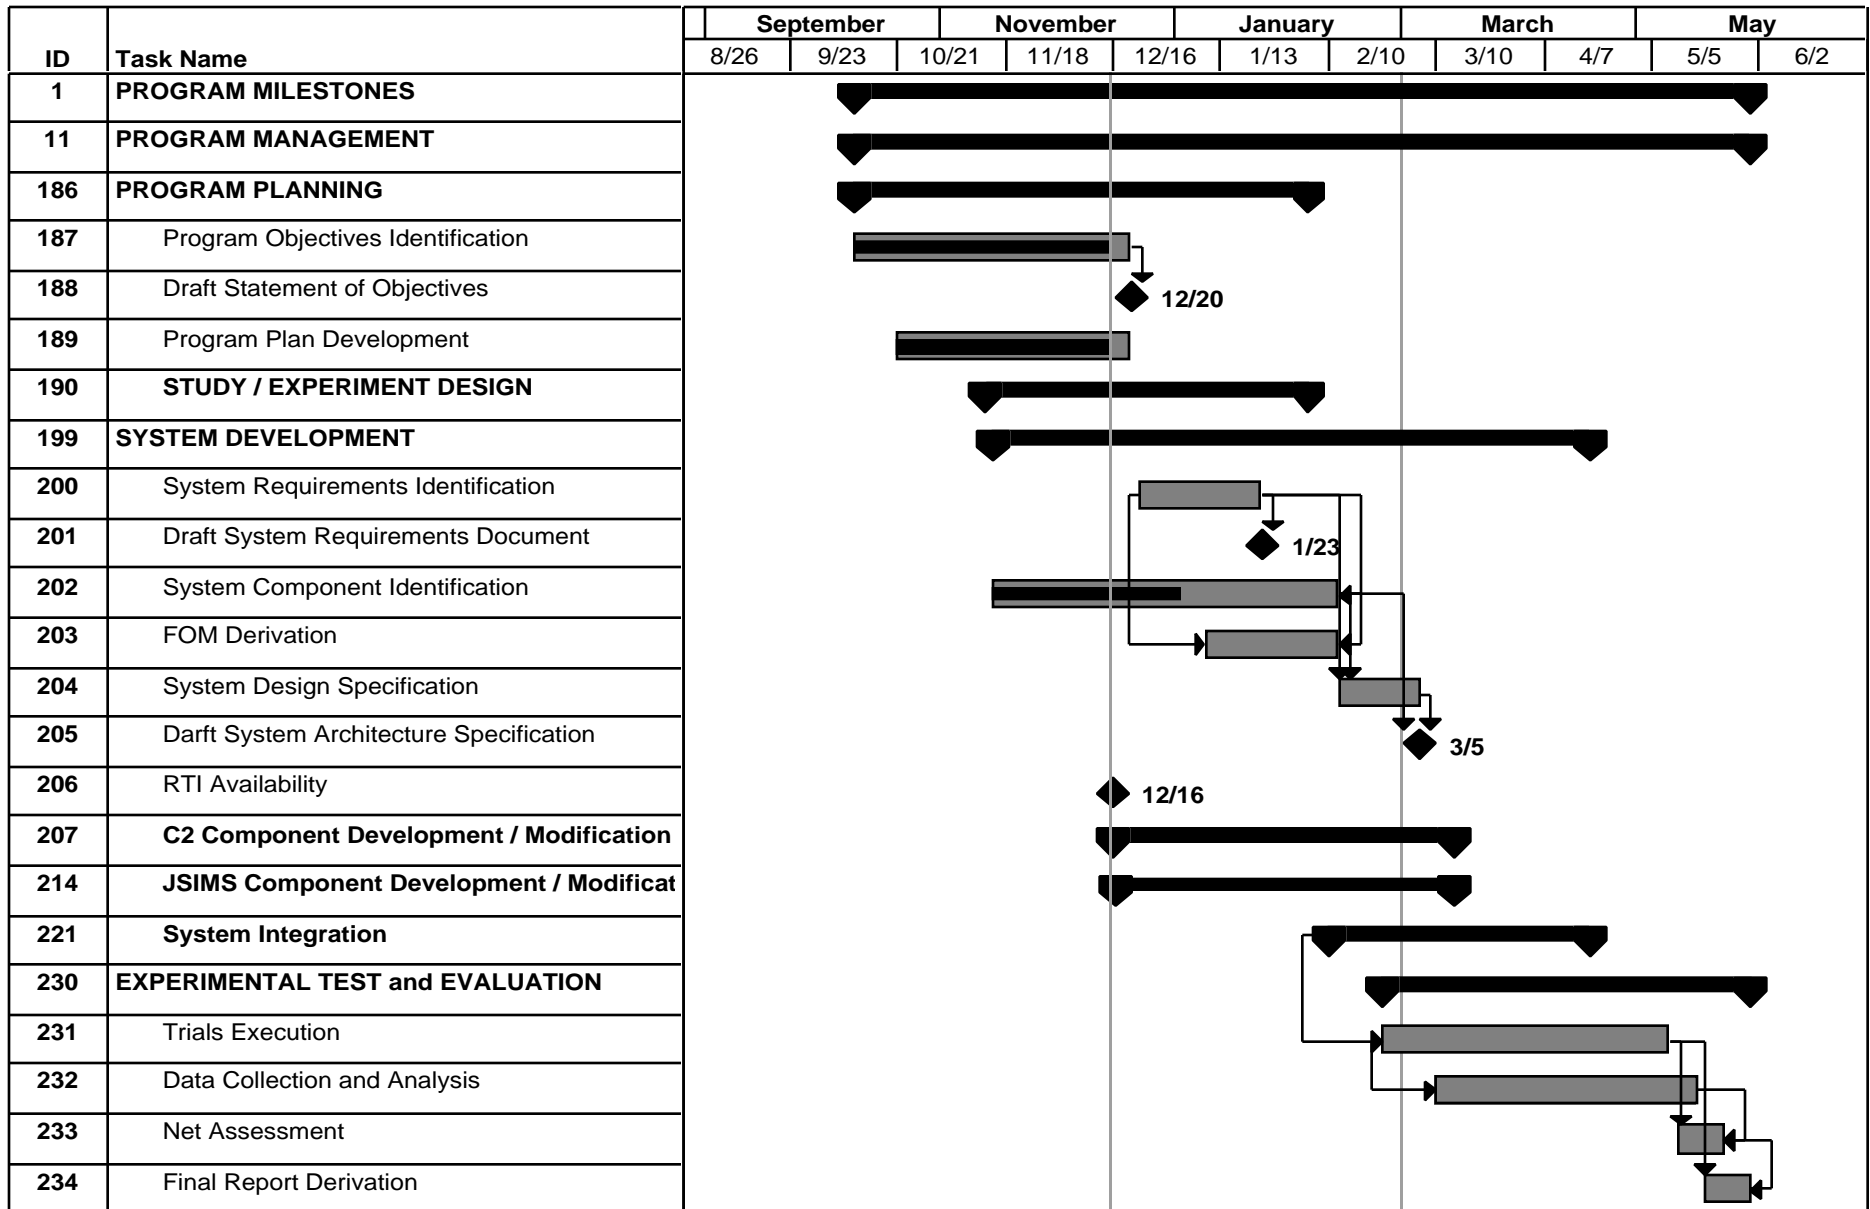 September November January March May
ID Task Name 8/26 9/23 10/21 11/18 12/16 1/13 2/10 3/10 4/7 5/5 6/2
1 PROGRAM MILESTONES
11 PROGRAM MANAGEMENT
186 PROGRAM PLANNING
187 Program Objectives Identification
188 Draft Statement of Objectives 12/20
189 Program Plan Development
190 STUDY / EXPERIMENT DESIGN
199 SYSTEM DEVELOPMENT
200 System Requirements Identification
201 Draft System Requirements Document 1/23
202 System Component Identification
203 FOM Derivation
204 System Design Specification
205 Darft System Architecture Specification 3/5
206 RTI Availability 12/16
207 C2 Component Development / Modification
214 JSIMS Component Development / Modificat
221 System Integration
230 EXPERIMENTAL TEST and EVALUATION
231 Trials Execution
232 Data Collection and Analysis
233 Net Assessment
234 Final Report Derivation